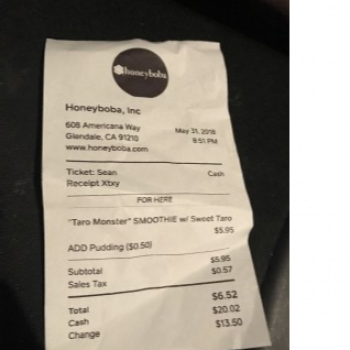 honeyboba
Honeyboba, Inc
608 Americana Way
Glendale, CA 91210
www.honeyboba.com
May 31, 2018
8:51 PM
Ticket: Sean Cash
Receipt Xtxy
FOR HERE
"Taro Monster" SMOOTHIE w/ Sweet Taro
$5.95
ADD Pudding ($0.50)
$5.95
Subtotal $0.57
Sales Tax
$6.52
Total $20.02
Cash $13.50
Change